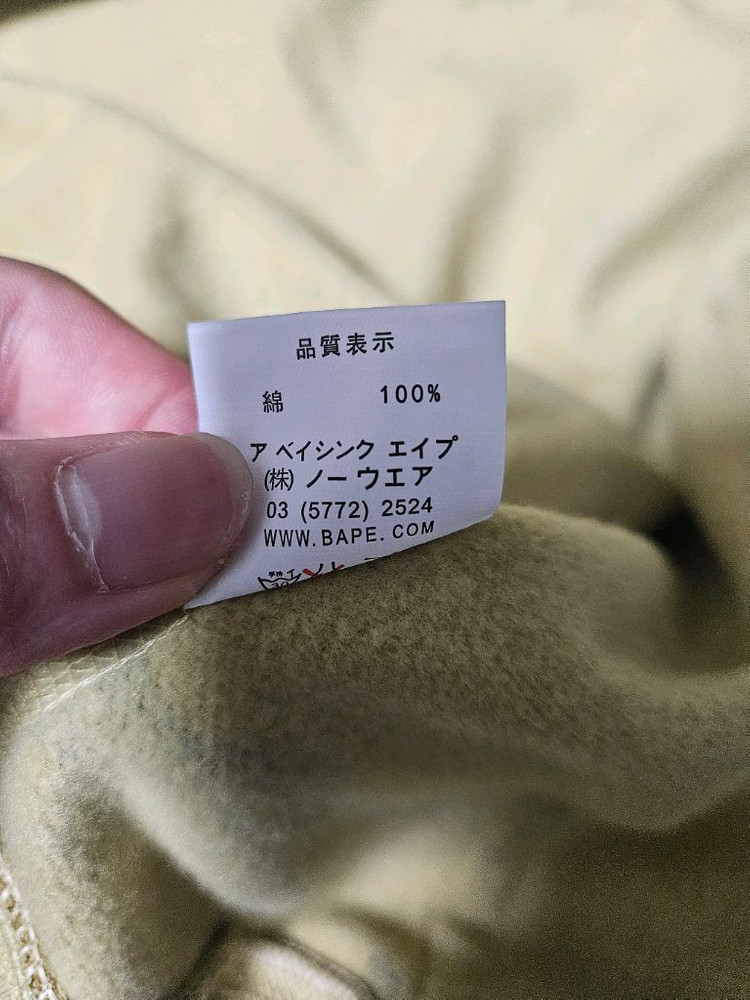 品質表示
綿 100%
ア ベイシンク エイプ
(株) ノーウエア
03 (5772) 2524
WWW.BAPE.COM